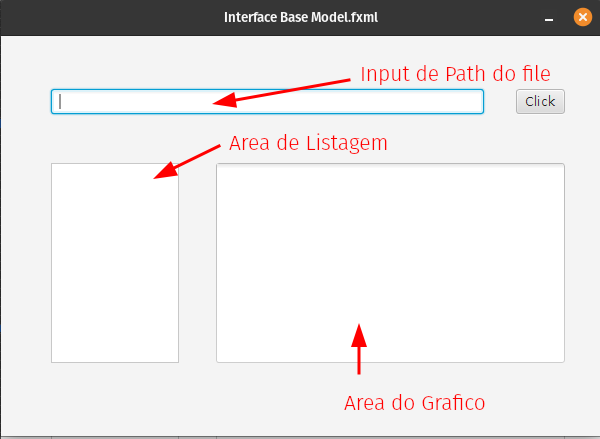 Interface Base Model.fxml
Input de Path do file
Click
Area de Listagem
Area do Grafico